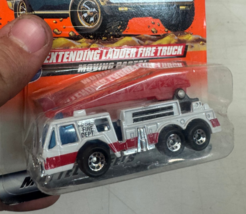 EXTENDING LADDER FIRE TRUCK
MOVING PARTS
FIRE
DEPT.